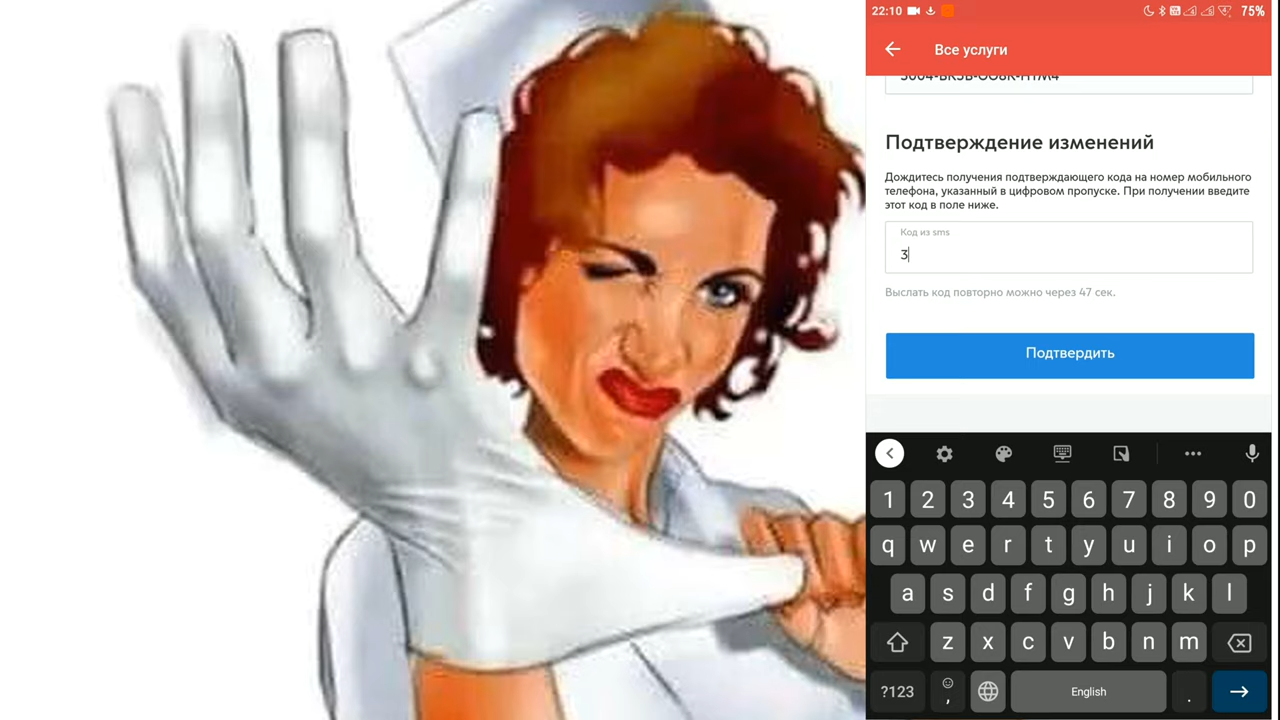 22:10
75%
Все услуги
Подтверждение изменений
Дождитесь получения подтверждающего кода на номер мобильного
телефона, указанный в цифровом пропуске. При получении введите
этот код в поле ниже.
Код из sms
3
Выслать код повторно можно через 47 сек.
Подтвердить
1 2 3 4 5 6 7 8 9 0
q w e r t y u i o p
a s d f g h j k l
z x c v b n m
?123 , English .